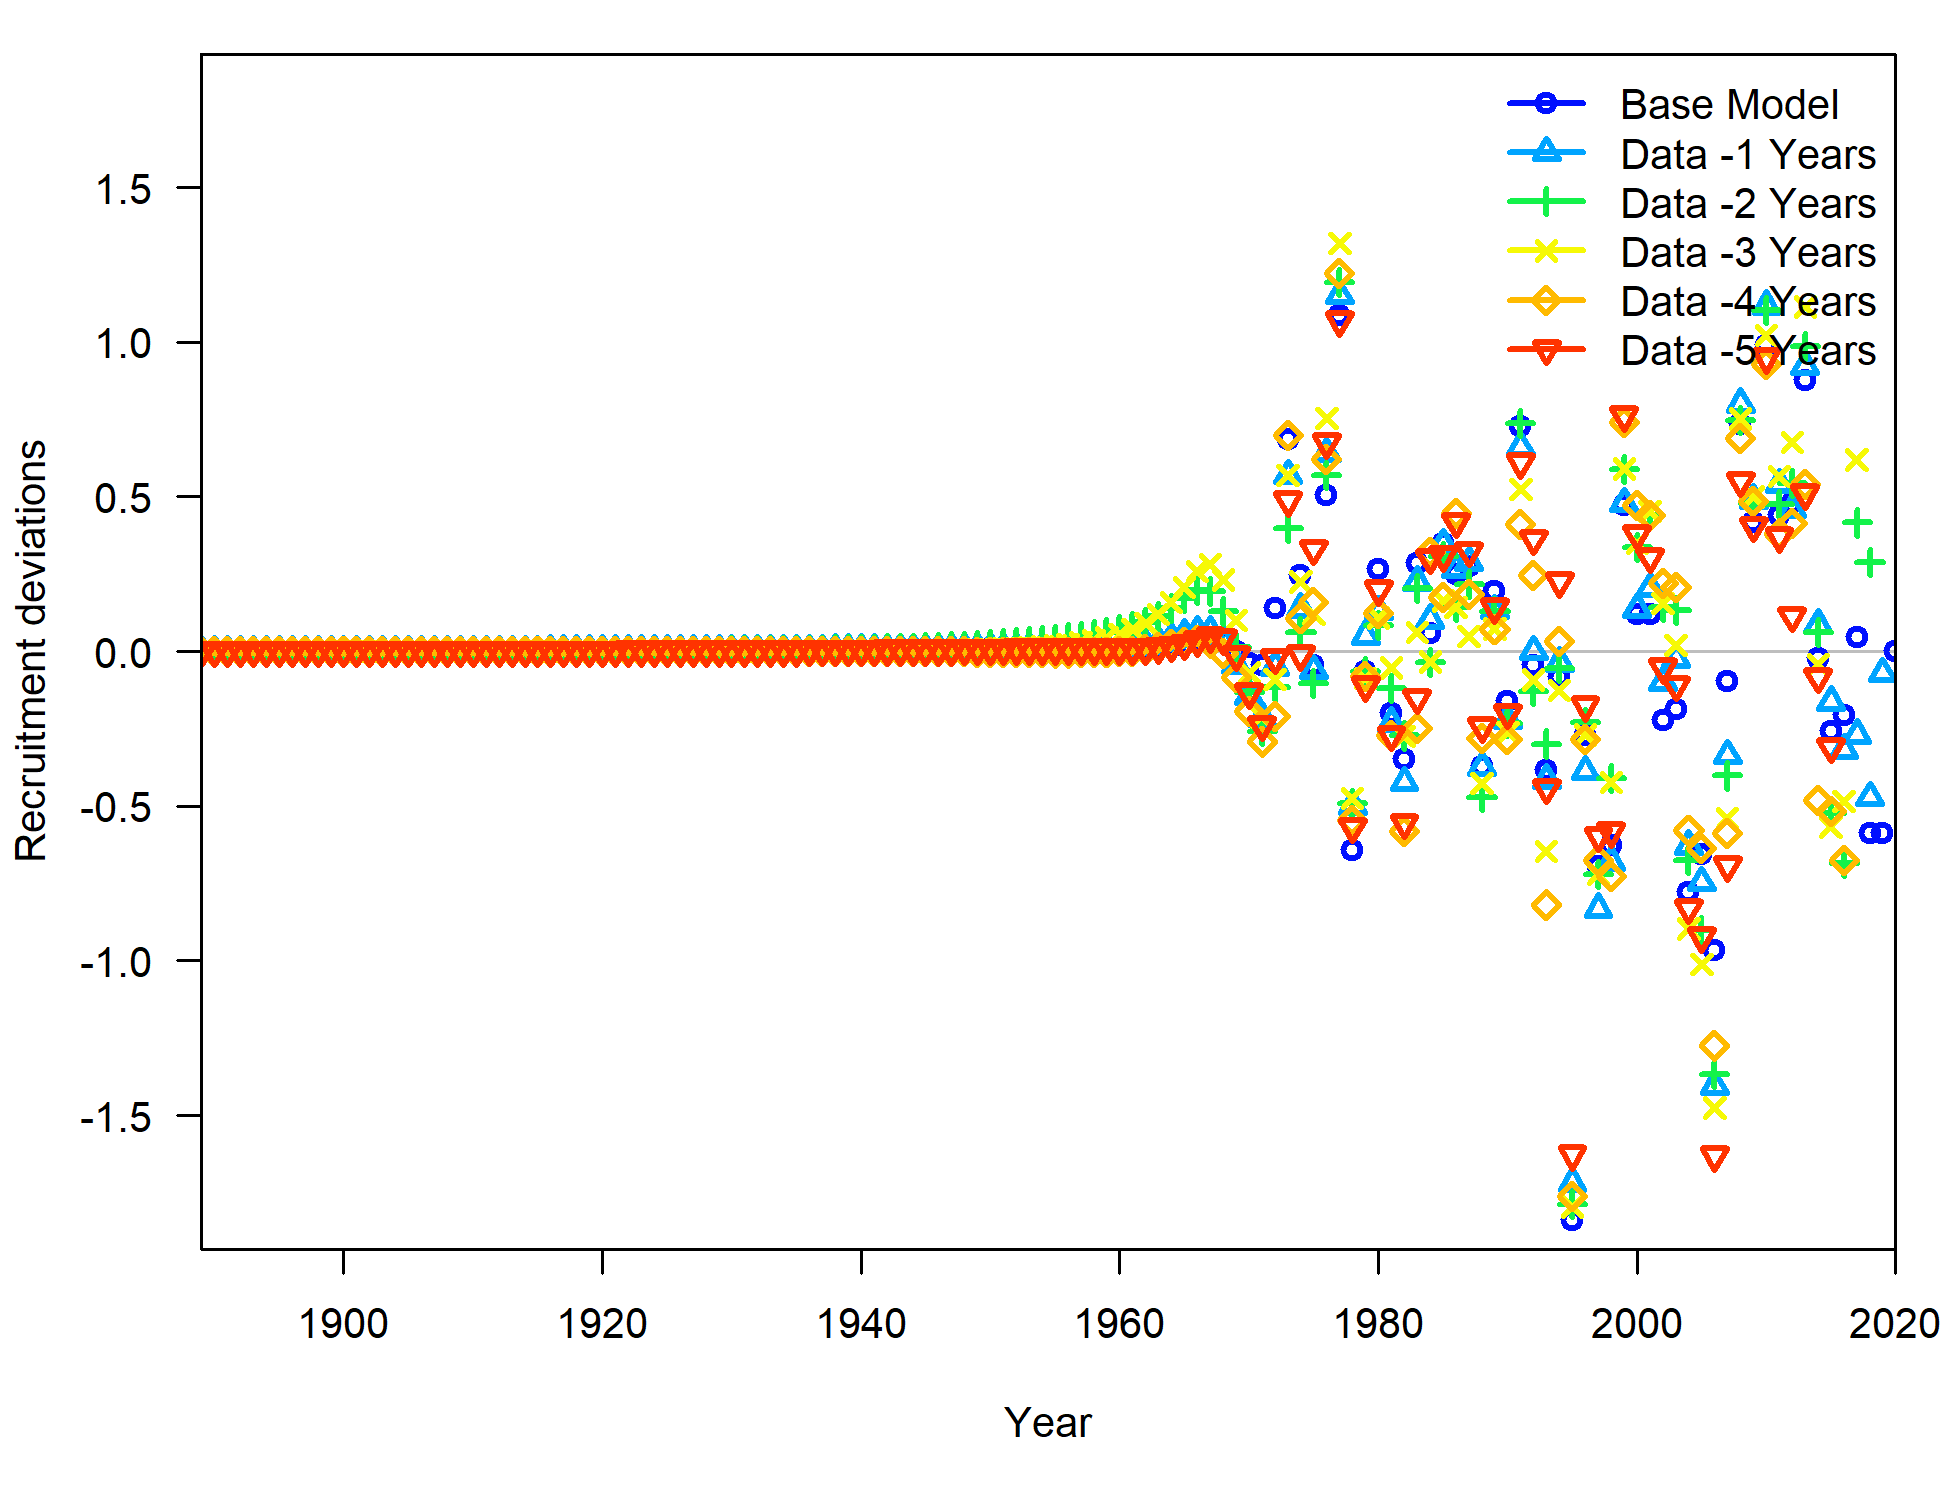 Base Model
Data -1 Years
Data -2 Years
Data -3 Years
Data -4 Years
Data -5 Years
1.5
1.0
0.5
0.0
-0.5
-1.0
-1.5
Recruitment deviations
1900 1920 1940 1960 1980 2000 2020
Year